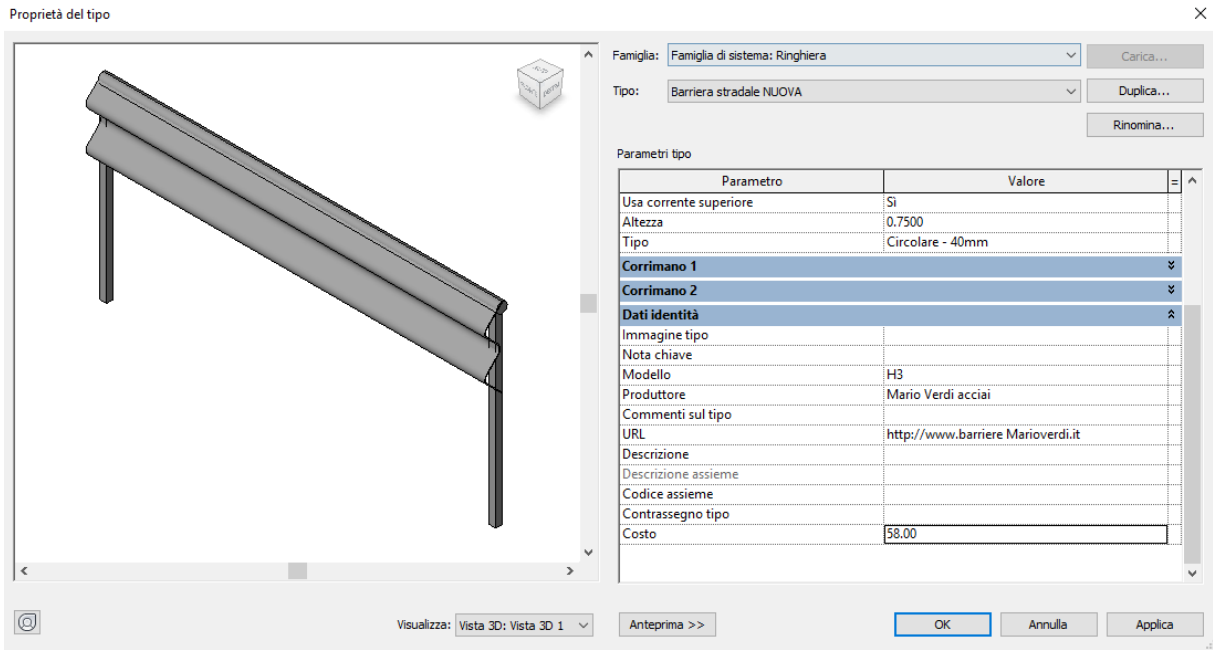 Proprietà del tipo
Famiglia: Famiglia di sistema: Ringhiera Carica...
Tipo: Barriera stradale NUOVA Duplica...
Rinomina...
Parametri tipo
Parametro Valore =
Usa corrente superiore Sì
Altezza 0.7500
Tipo Circolare - 40mm
Corrimano 1
Corrimano 2
Dati identità
Immagine tipo
Nota chiave
Modello H3
Produttore Mario Verdi acciai
Commenti sul tipo
URL http://www.barriere Marioverdi.it
Descrizione
Descrizione assieme
Codice assieme
Contrassegno tipo
Costo 58.00
Visualizza: Vista 3D: Vista 3D 1 Anteprima >> OK Annulla Applica